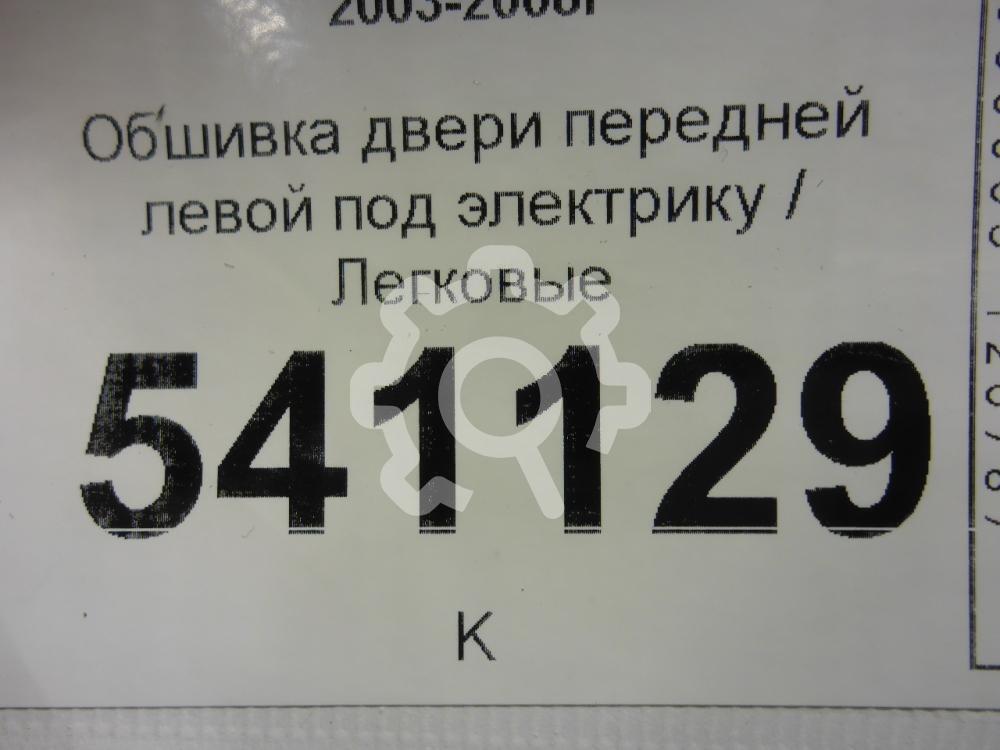 Обшивка двери передней
левой под электрику /
Легковые
541129
К